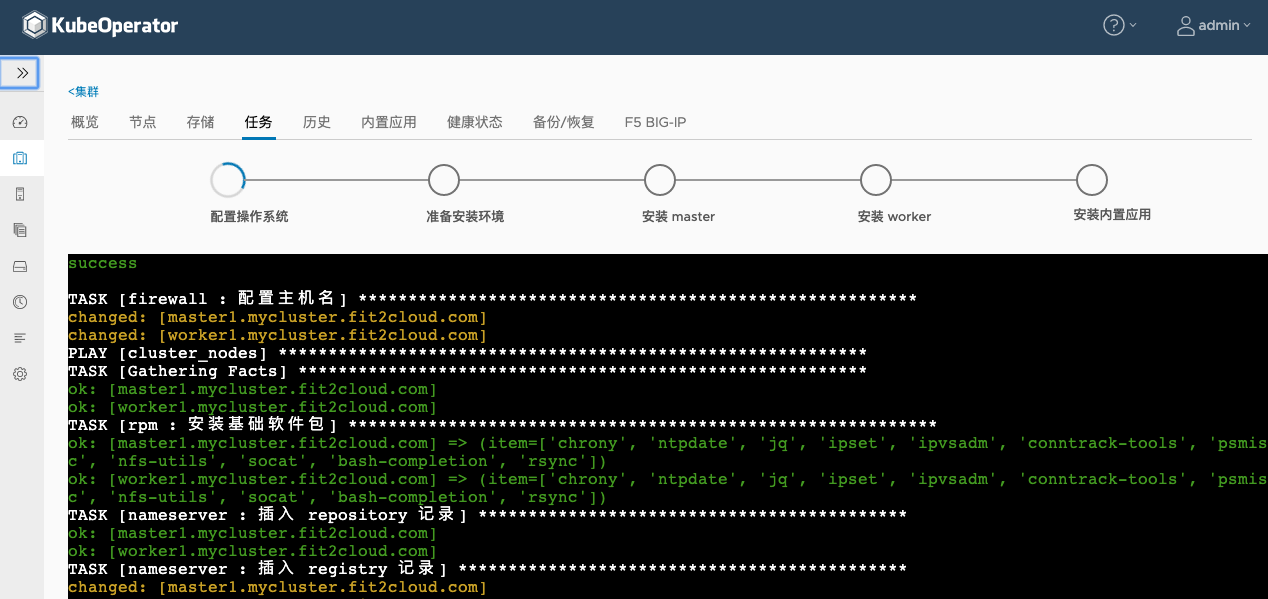 KubeOperator
admin
<集群
概览 节点 存储 任务 历史 内置应用 健康状态 备份/恢复 F5 BIG-IP
配置操作系统 准备安装环境 安装 master 安装 worker 安装内置应用
success
TASK [firewall : 配置主机名] ********************************************************
changed: [master1.mycluster.fit2cloud.com]
changed: [worker1.mycluster.fit2cloud.com]
PLAY [cluster_nodes] ***********************************************************
TASK [Gathering Facts] *********************************************************
ok: [master1.mycluster.fit2cloud.com]
ok: [worker1.mycluster.fit2cloud.com]
TASK [rpm : 安装基础软件包] ***********************************************************
ok: [master1.mycluster.fit2cloud.com] => (item=['chrony', 'ntpdate', 'jq', 'ipset', 'ipvsadm', 'conntrack-tools', 'psmis
c', 'nfs-utils', 'socat', 'bash-completion', 'rsync'])
ok: [worker1.mycluster.fit2cloud.com] => (item=['chrony', 'ntpdate', 'jq', 'ipset', 'ipvsadm', 'conntrack-tools', 'psmis
c', 'nfs-utils', 'socat', 'bash-completion', 'rsync'])
TASK [nameserver : 插入 repository 记录] *******************************************
ok: [master1.mycluster.fit2cloud.com]
ok: [worker1.mycluster.fit2cloud.com]
TASK [nameserver : 插入 registry 记录] *********************************************
changed: [master1.mycluster.fit2cloud.com]